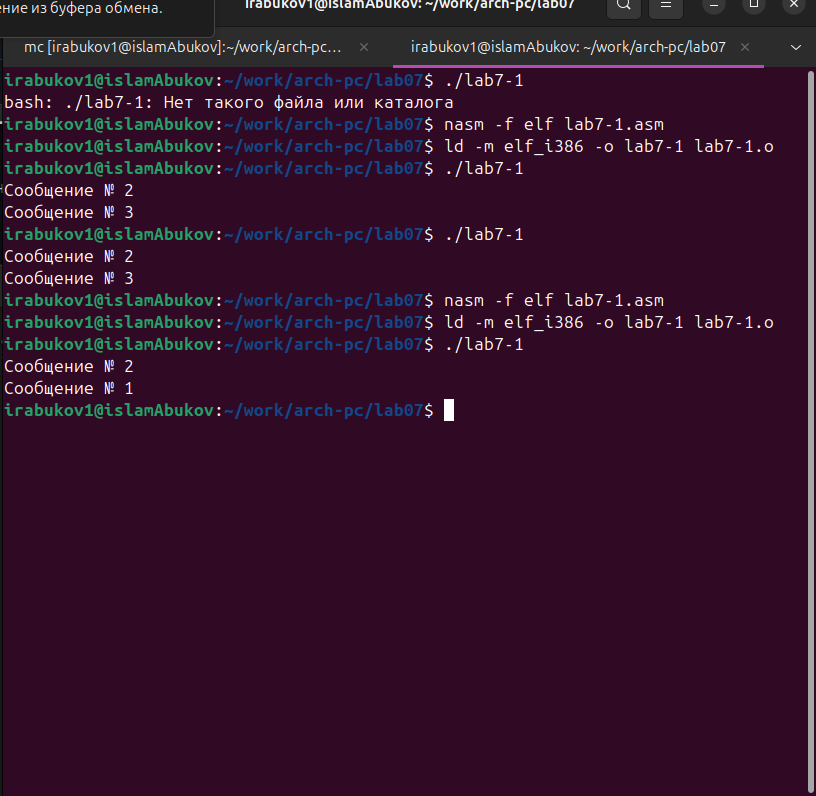 ение из буфера обмена.
irabukov1@islamAbukov: ~/work/arch-pc/lab07
mc [irabukov1@islamAbukov]:~/work/arch-pc…
irabukov1@islamAbukov: ~/work/arch-pc/lab07
irabukov1@islamAbukov:~/work/arch-pc/lab07$ ./lab7-1
bash: ./lab7-1: Нет такого файла или каталога
irabukov1@islamAbukov:~/work/arch-pc/lab07$ nasm -f elf lab7-1.asm
irabukov1@islamAbukov:~/work/arch-pc/lab07$ ld -m elf_i386 -o lab7-1 lab7-1.o
irabukov1@islamAbukov:~/work/arch-pc/lab07$ ./lab7-1
Сообщение № 2
Сообщение № 3
irabukov1@islamAbukov:~/work/arch-pc/lab07$ ./lab7-1
Сообщение № 2
Сообщение № 3
irabukov1@islamAbukov:~/work/arch-pc/lab07$ nasm -f elf lab7-1.asm
irabukov1@islamAbukov:~/work/arch-pc/lab07$ ld -m elf_i386 -o lab7-1 lab7-1.o
irabukov1@islamAbukov:~/work/arch-pc/lab07$ ./lab7-1
Сообщение № 2
Сообщение № 1
irabukov1@islamAbukov:~/work/arch-pc/lab07$